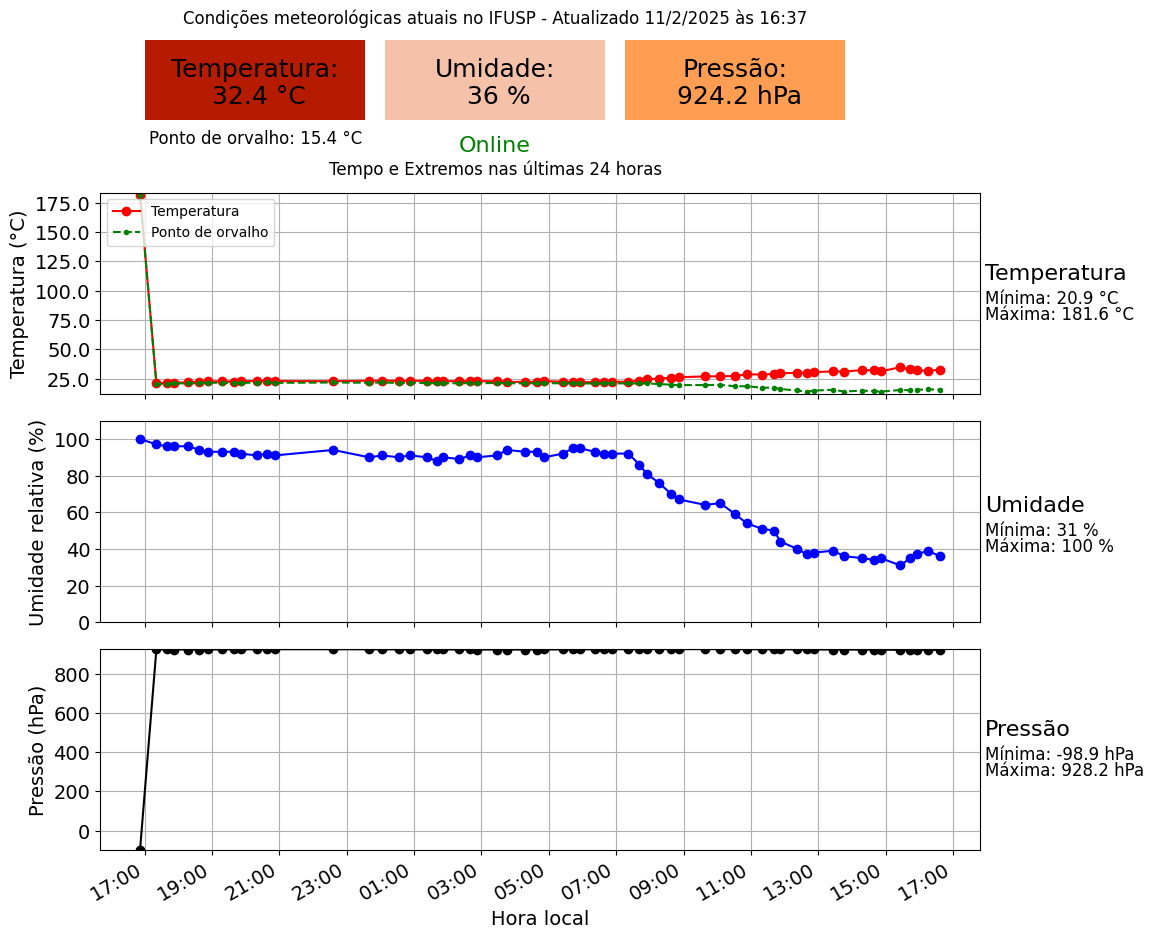 Condições meteorológicas atuais no IFUSP - Atualizado 11/2/2025 às 16:37
Temperatura:
32.4 °C
Umidade:
36 %
Pressão:
924.2 hPa
Ponto de orvalho: 15.4 °C
Online
Tempo e Extremos nas últimas 24 horas
Temperatura (°C)
175.0
150.0
125.0
100.0
75.0
50.0
25.0
Temperatura
Ponto de orvalho
Temperatura
Mínima: 20.9 °C
Máxima: 181.6 °C
Umidade relativa (%)
100
80
60
40
20
0
Umidade
Mínima: 31 %
Máxima: 100 %
Pressão (hPa)
800
600
400
200
0
Pressão
Mínima: -98.9 hPa
Máxima: 928.2 hPa
17:00
19:00
21:00
23:00
01:00
03:00
05:00
07:00
09:00
11:00
13:00
15:00
17:00
Hora local